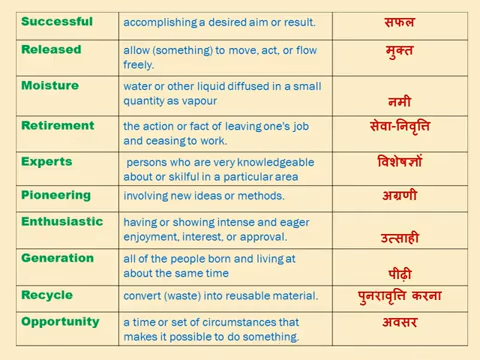 Successful accomplishing a desired aim or result. सफल
Released allow (something) to move, act, or flow मुक्त
freely.
Moisture water or other liquid diffused in a small
quantity as vapour नमी
Retirement the action or fact of leaving one's job सेवा-निवृत्ति
and ceasing to work.
Experts persons who are very knowledgeable विशेषज्ञों
about or skilful in a particular area
Pioneering involving new ideas or methods. अग्रणी
Enthusiastic having or showing intense and eager
enjoyment, interest, or approval. उत्साही
Generation all of the people born and living at
about the same time पीढ़ी
Recycle convert (waste) into reusable material. पुनरावृत्ति करना
Opportunity a time or set of circumstances that अवसर
makes it possible to do something.